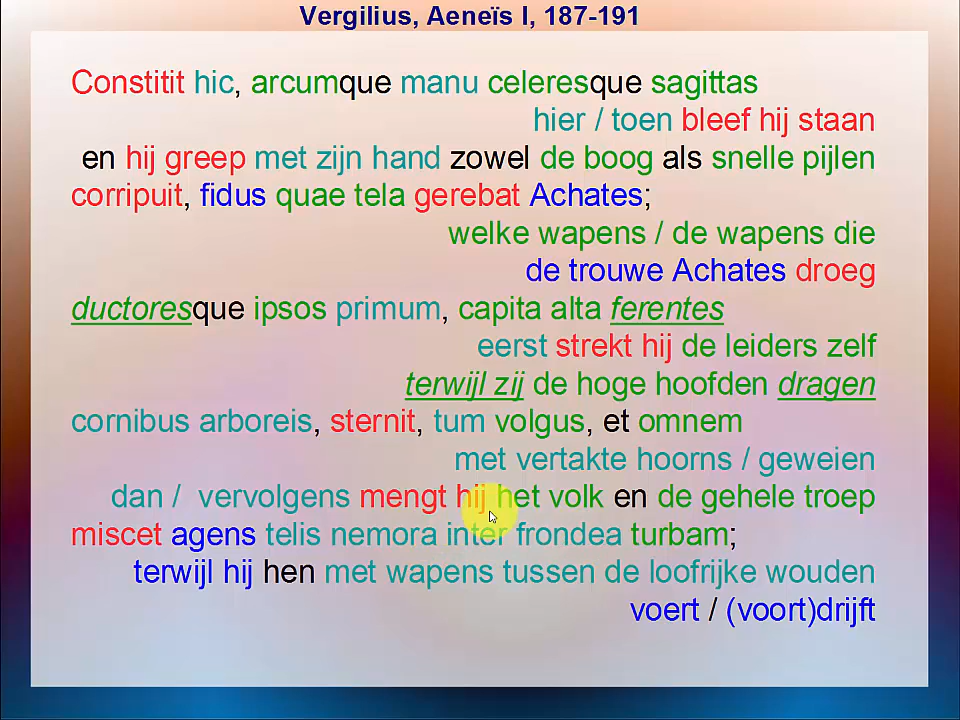 Vergilius, Aeneïs I, 187-191
Constitit hic, arcumque manu celeresque sagittas
hier / toen bleef hij staan
en hij greep met zijn hand zowel de boog als snelle pijlen
corripuit, fidus quae tela gerebat Achates;
welke wapens / de wapens die
de trouwe Achates droeg
ductoresque ipsos primum, capita alta ferentes
eerst strekt hij de leiders zelf
terwijl zij de hoge hoofden dragen
cornibus arboreis, sternit, tum volgus, et omnem
met vertakte hoorns / geweien
dan / vervolgens mengt hij het volk en de gehele troep
miscet agens telis nemora inter frondea turbam;
terwijl hij hen met wapens tussen de loofrijke wouden
voert / (voort)drijft